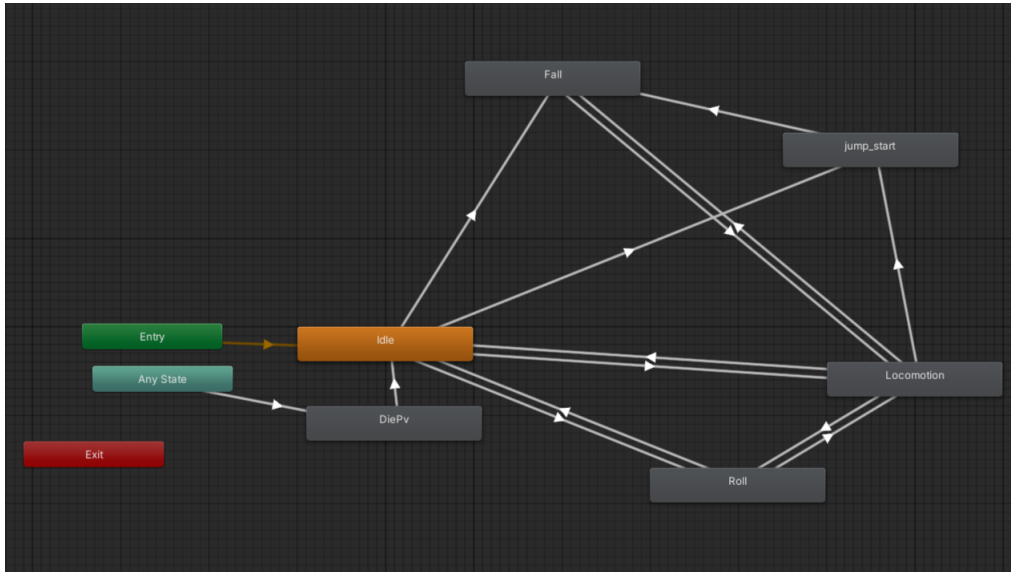 Fall
jump_start
Entry
Idle
Any State
Locomotion
DiePv
Exit
Roll